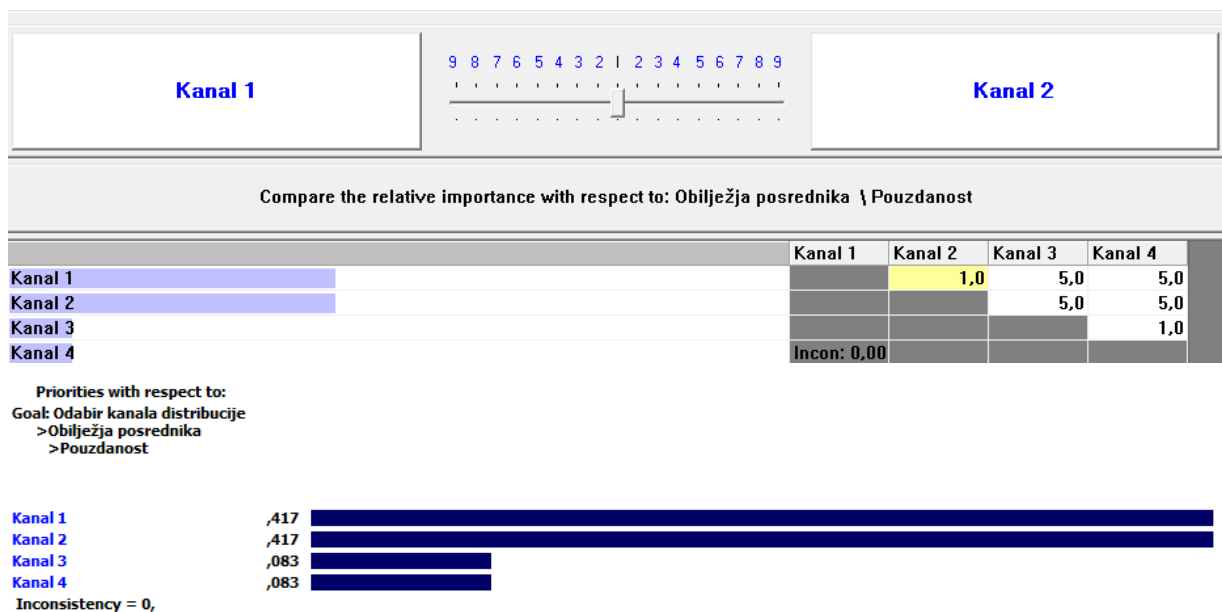 Kanal 1
9 8 7 6 5 4 3 2 1 2 3 4 5 6 7 8 9
Kanal 2
Compare the relative importance with respect to: Obilježja posrednika \ Pouzdanost
Kanal 1 Kanal 2 Kanal 3 Kanal 4
Kanal 1 1,0 5,0 5,0
Kanal 2 5,0 5,0
Kanal 3 1,0
Kanal 4 Incon: 0,00
Priorities with respect to:
Goal: Odabir kanala distribucije
>Obilježja posrednika
>Pouzdanost
Kanal 1 ,417
Kanal 2 ,417
Kanal 3 ,083
Kanal 4 ,083
Inconsistency = 0,